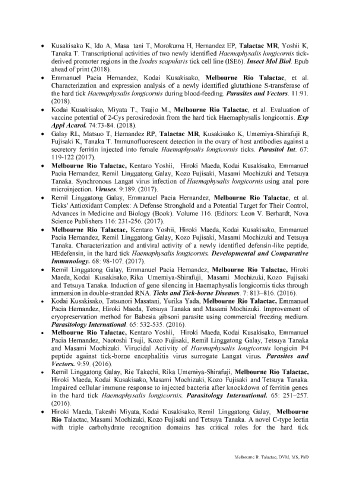 • Kusakisako K, Ido A, Masa tani T, Morokuma H, Hernandez EP, Talactac MR, Yoshii K,
Tanaka T. Transcriptional activities of two newly identified Haemaphysalis longicornis tick-
derived promoter regions in the Ixodes scapularis tick cell line (ISE6). Insect Mol Biol. Epub
ahead of print (2018).
• Emmanuel Pacia Hernandez, Kodai Kusakisako, Melbourne Rio Talactac, et al.
Characterization and expression analysis of a newly identified glutathione S-transferase of
the hard tick Haemaphysalis longicornis during blood-feeding. Parasites and Vectors. 11:91.
(2018).
• Kodai Kusakisako, Miyata T., Tsujio M., Melbourne Rio Talactac, et al. Evaluation of
vaccine potential of 2-Cys peroxiredoxin from the hard tick Haemaphysalis longicornis. Exp
Appl Acarol. 74:73-84. (2018).
• Galay RL, Matsuo T, Hernandez RP, Talactac MR, Kusakisako K, Umemiya-Shirafuji R,
Fujisaki K, Tanaka T. Immunofluorescent detection in the ovary of host antibodies against a
secretory ferritin injected into female Haemaphysalis longicornis ticks. Parasitol Int. 67:
119-122 (2017).
• Melbourne Rio Talactac, Kentaro Yoshii, Hiroki Maeda, Kodai Kusakisako, Emmanuel
Pacia Hernandez, Remil Linggatong Galay, Kozo Fujisaki, Masami Mochizuki and Tetsuya
Tanaka. Synchronous Langat virus infection of Haemaphysalis longicornis using anal pore
microinjection. Viruses. 9:189. (2017).
• Remil Linggatong Galay, Emmanuel Pacia Hernandez, Melbourne Rio Talactac, et al.
Ticks' Antioxidant Complex: A Defense Stronghold and a Potential Target for Their Control,
Advances in Medicine and Biology (Book). Volume 116. (Editors: Leon V. Berhardt, Nova
Science Publishers 116: 231-256. (2017).
• Melbourne Rio Talactac, Kentaro Yoshii, Hiroki Maeda, Kodai Kusakisako, Emmanuel
Pacia Hernandez, Remil Linggatong Galay, Kozo Fujisaki, Masami Mochizuki and Tetsuya
Tanaka. Characterization and antiviral activity of a newly identified defensin-like peptide,
HEdefensin, in the hard tick Haemaphysalis longicornis. Developmental and Comparative
Immunology. 68: 98-107. (2017).
• Remil Linggatong Galay, Emmanuel Pacia Hernandez, Melbourne Rio Talactac, Hiroki
Maeda, Kodai Kusakisako, Rika Umemiya-Shirafuji, Masami Mochizuki, Kozo Fujisaki
and Tetsuya Tanaka. Induction of gene silencing in Haemaphysalis longicornis ticks through
immersion in double-stranded RNA. Ticks and Tick-borne Diseases. 7: 813–816. (2016).
• Kodai Kusakisako, Tatsunori Masatani, Yurika Yada, Melbourne Rio Talactac, Emmanuel
Pacia Hernandez, Hiroki Maeda, Tetsuya Tanaka and Masami Mochizuki. Improvement of
cryopreservation method for Babesia gibsoni parasite using commercial freezing medium.
Parasitology International. 65: 532-535. (2016).
• Melbourne Rio Talactac, Kentaro Yoshii, Hiroki Maeda, Kodai Kusakisako, Emmanuel
Pacia Hernandez, Naotoshi Tsuji, Kozo Fujisaki, Remil Linggatong Galay, Tetsuya Tanaka
and Masami Mochizuki. Virucidal Activity of Haemaphysalis longicornis longicin P4
peptide against tick-borne encephalitis virus surrogate Langat virus. Parasites and
Vectors. 9:59. (2016).
• Remil Linggatong Galay, Rie Takechi, Rika Umemiya-Shirafuji, Melbourne Rio Talactac,
Hiroki Maeda, Kodai Kusakisako, Masami Mochizuki, Kozo Fujisaki and Tetsuya Tanaka.
Impaired cellular immune response to injected bacteria after knockdown of ferritin genes
in the hard tick Haemaphysalis longicornis. Parasitology International. 65: 251–257.
(2016).
• Hiroki Maeda, Takeshi Miyata, Kodai Kusakisako, Remil Linggatong Galay, Melbourne
Rio Talactac, Masami Mochizuki, Kozo Fujisaki and Tetsuya Tanaka. A novel C-type lectin
with triple carbohydrate recognition domains has critical roles for the hard tick
Melbourne R. Talactac, DVM, MS, PhD